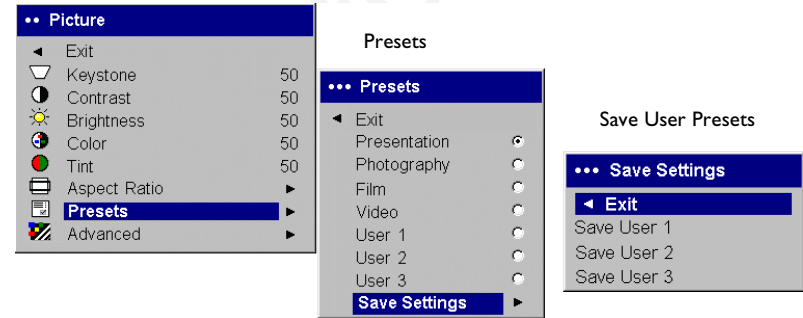 •• Picture
◄ Exit
Keystone 50
Contrast 50
Brightness 50
Color 50
Tint 50
Aspect Ratio ►
Presets ►
Advanced ►
Presets
••• Presets
◄ Exit
Presentation
Photography
Film
Video
User 1
User 2
User 3
Save Settings ►
Save User Presets
••• Save Settings
◄ Exit
Save User 1
Save User 2
Save User 3